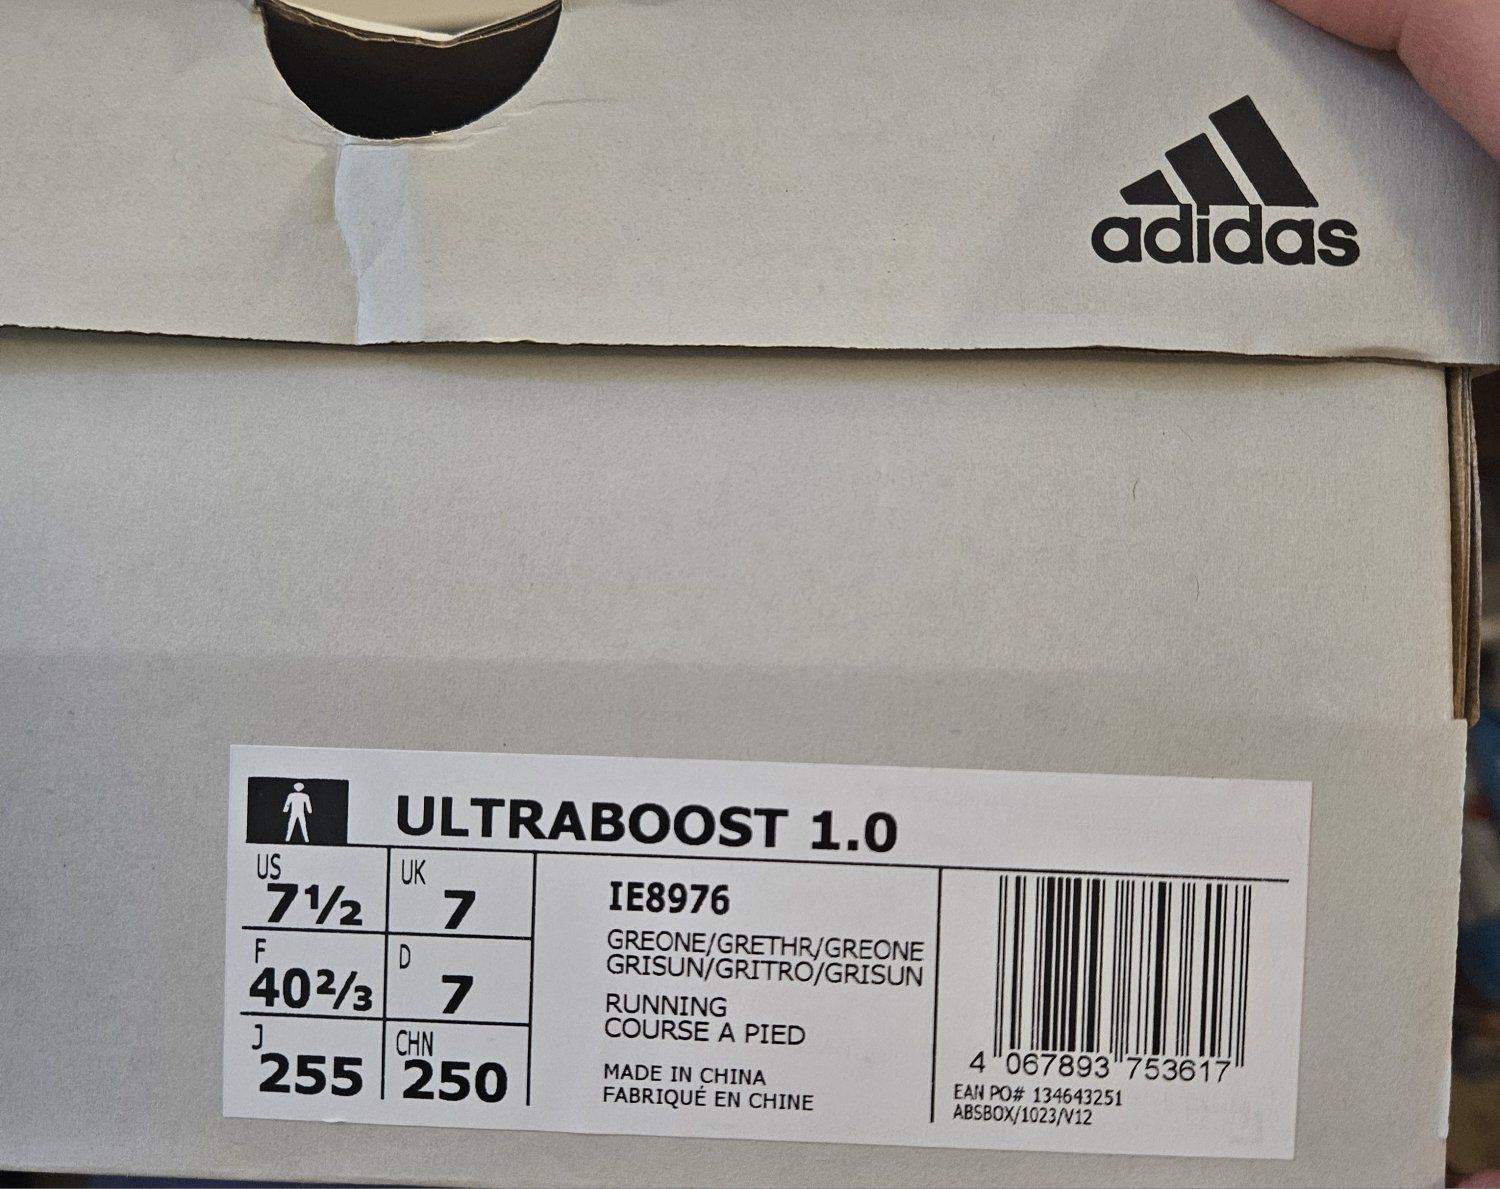 adidas
ULTRABOOST 1.0
US 7½
UK 7
F 40⅔
D 7
J 255
CHN 250
IE8976
GREONE/GRETHR/GREONE
GRISUN/GRITRO/GRISUN
RUNNING
COURSE A PIED
MADE IN CHINA
FABRIQUÉ EN CHINE
4 067893 753617
EAN PO# 134643251
ABSBOX/1023/V12